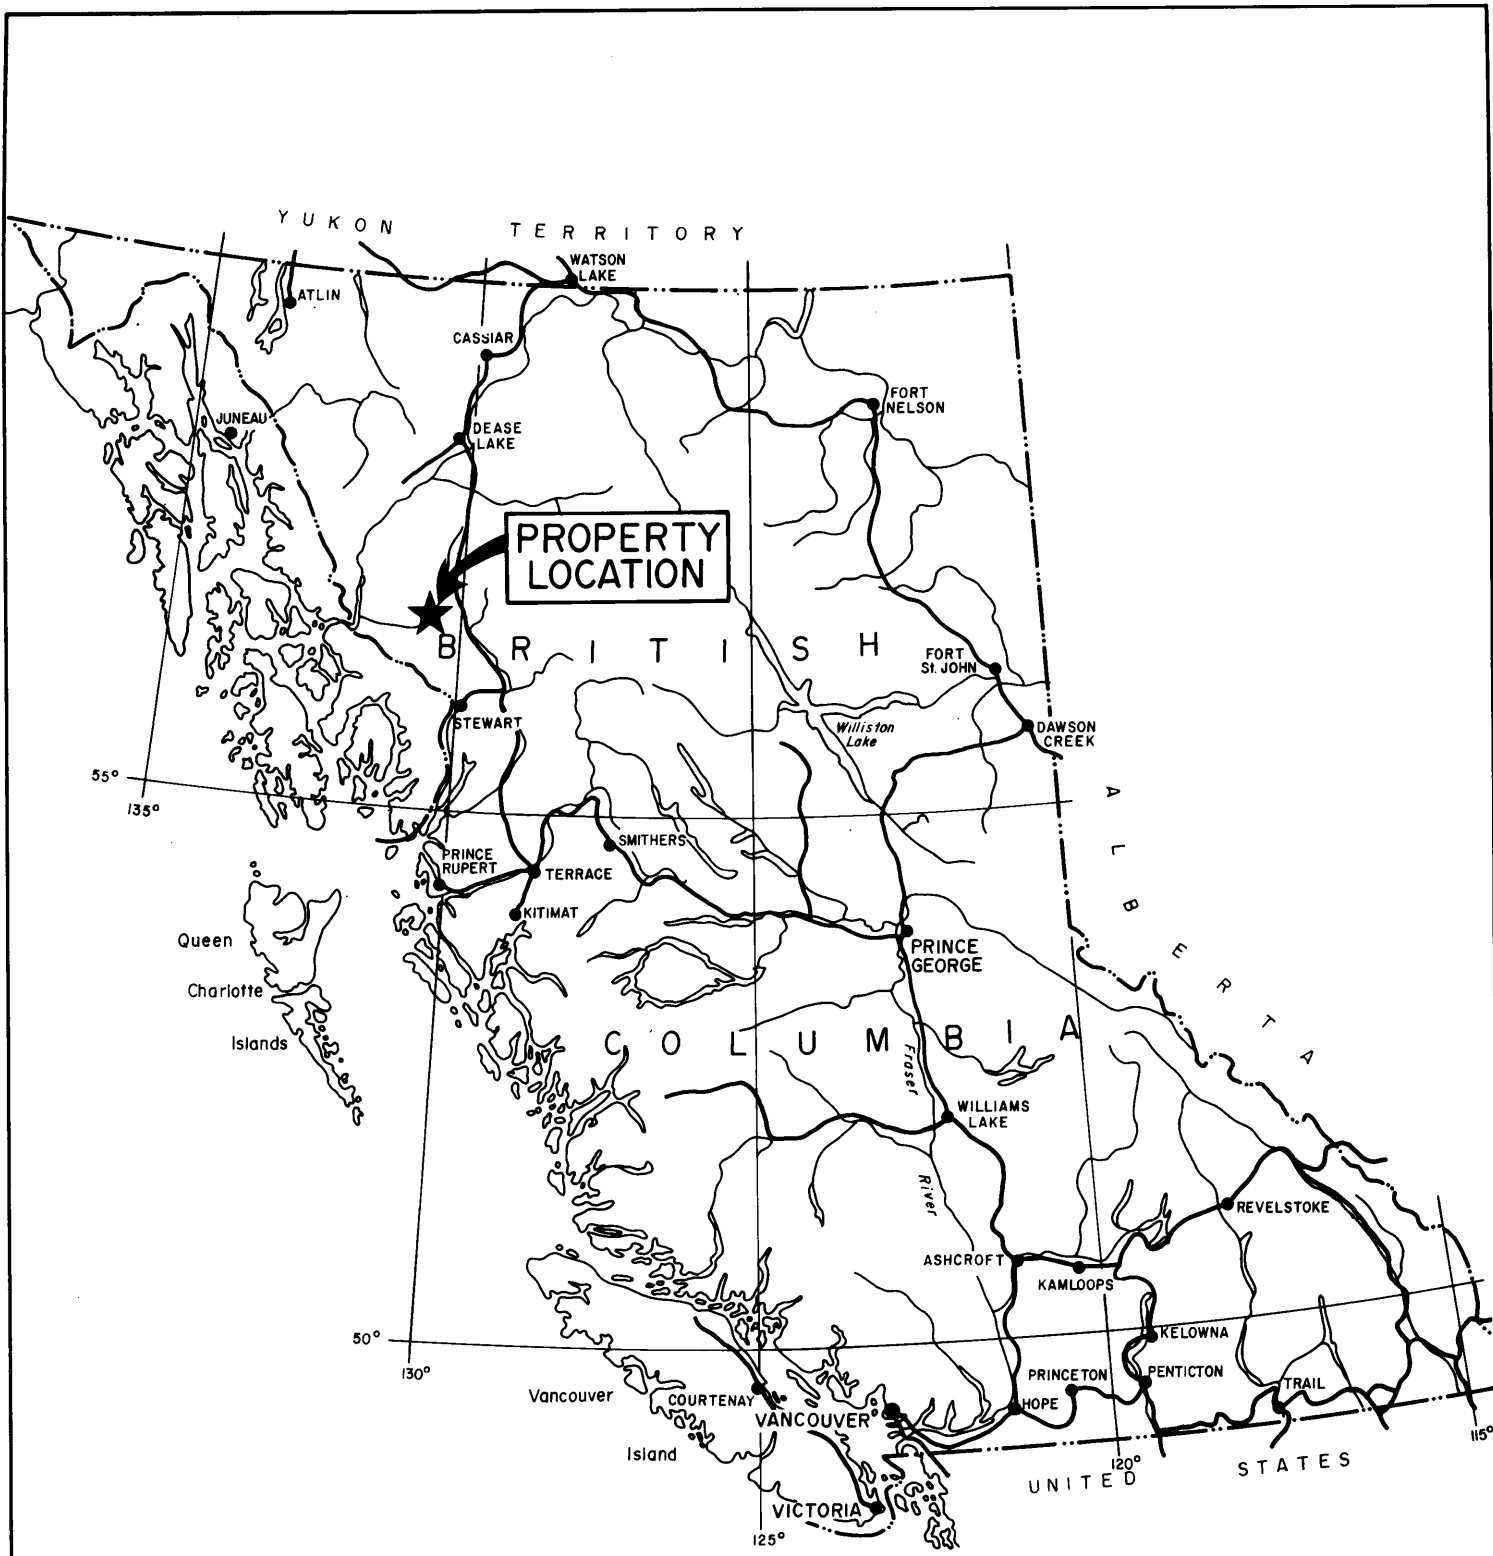 YUKON TERRITORY
WATSON
LAKE
ATLIN
CASSIAR
FORT
NELSON
JUNEAU
DEASE
LAKE
PROPERTY
LOCATION
BRITISH
FORT
St. JOHN
STEWART
Williston
Lake
DAWSON
CREEK
55°
135°
ALBERTA
SMITHERS
PRINCE
RUPERT
TERRACE
KITIMAT
Queen
Charlotte
Islands
PRINCE
GEORGE
COLUMBIA
Fraser
River
WILLIAMS
LAKE
REVELSTOKE
ASHCROFT
KAMLOOPS
50°
130°
KELOWNA
PRINCETON
PENTICTON
TRAIL
HOPE
Vancouver
Island
COURTENAY
VANCOUVER
VICTORIA
125°
120°
115°
UNITED STATES